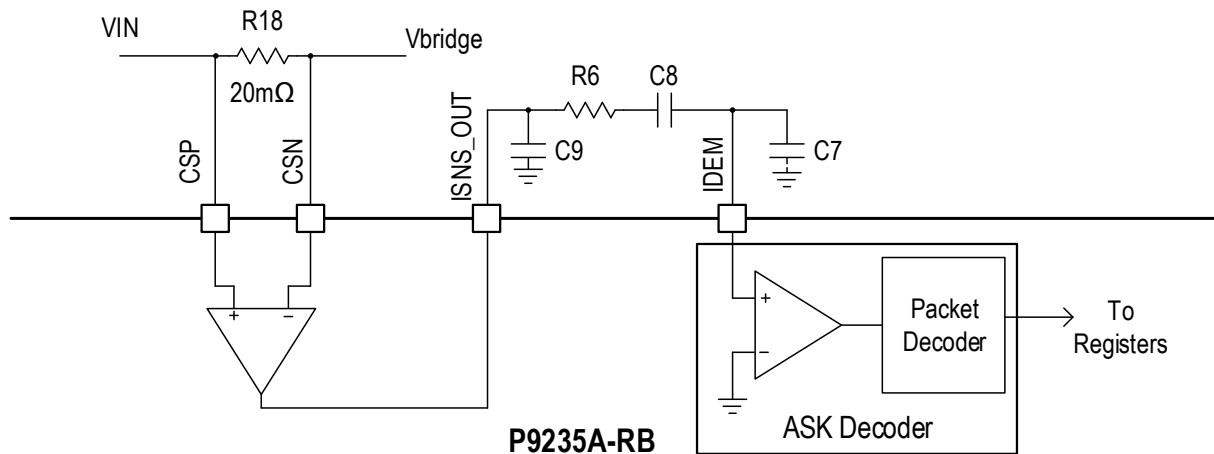 R18
VIN
Vbridge
20mΩ
R6
C8
C9
C7
CSP
CSN
ISNS_OUT
IDEM
+
−
+
−
Packet
Decoder
To
Registers
ASK Decoder
P9235A-RB